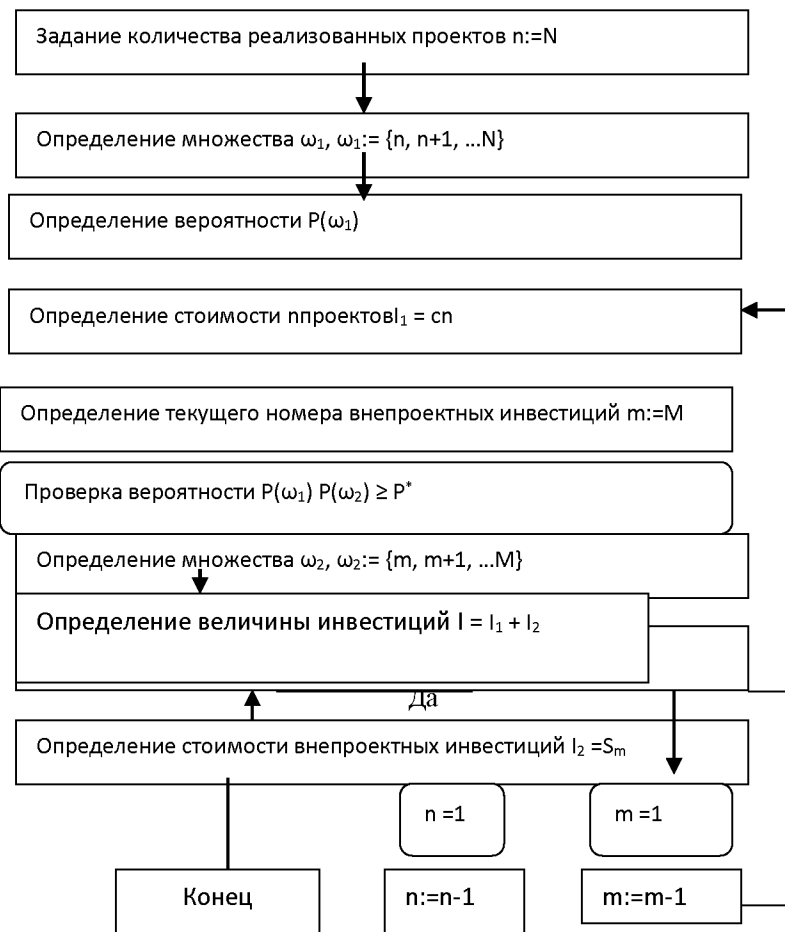 Задание количества реализованных проектов n:=N
Определение множества ω₁, ω₁:= {n, n+1, ...N}
Определение вероятности P(ω₁)
Определение стоимости nпроектовI₁ = cn
Определение текущего номера внепроектных инвестиций m:=M
Проверка вероятности P(ω₁) P(ω₂) ≥ P*
Определение множества ω₂, ω₂:= {m, m+1, ...M}
Определение величины инвестиций I = I₁ + I₂
Да
Определение стоимости внепроектных инвестиций I₂ =Sₘ
n =1
m =1
Конец
n:=n-1
m:=m-1